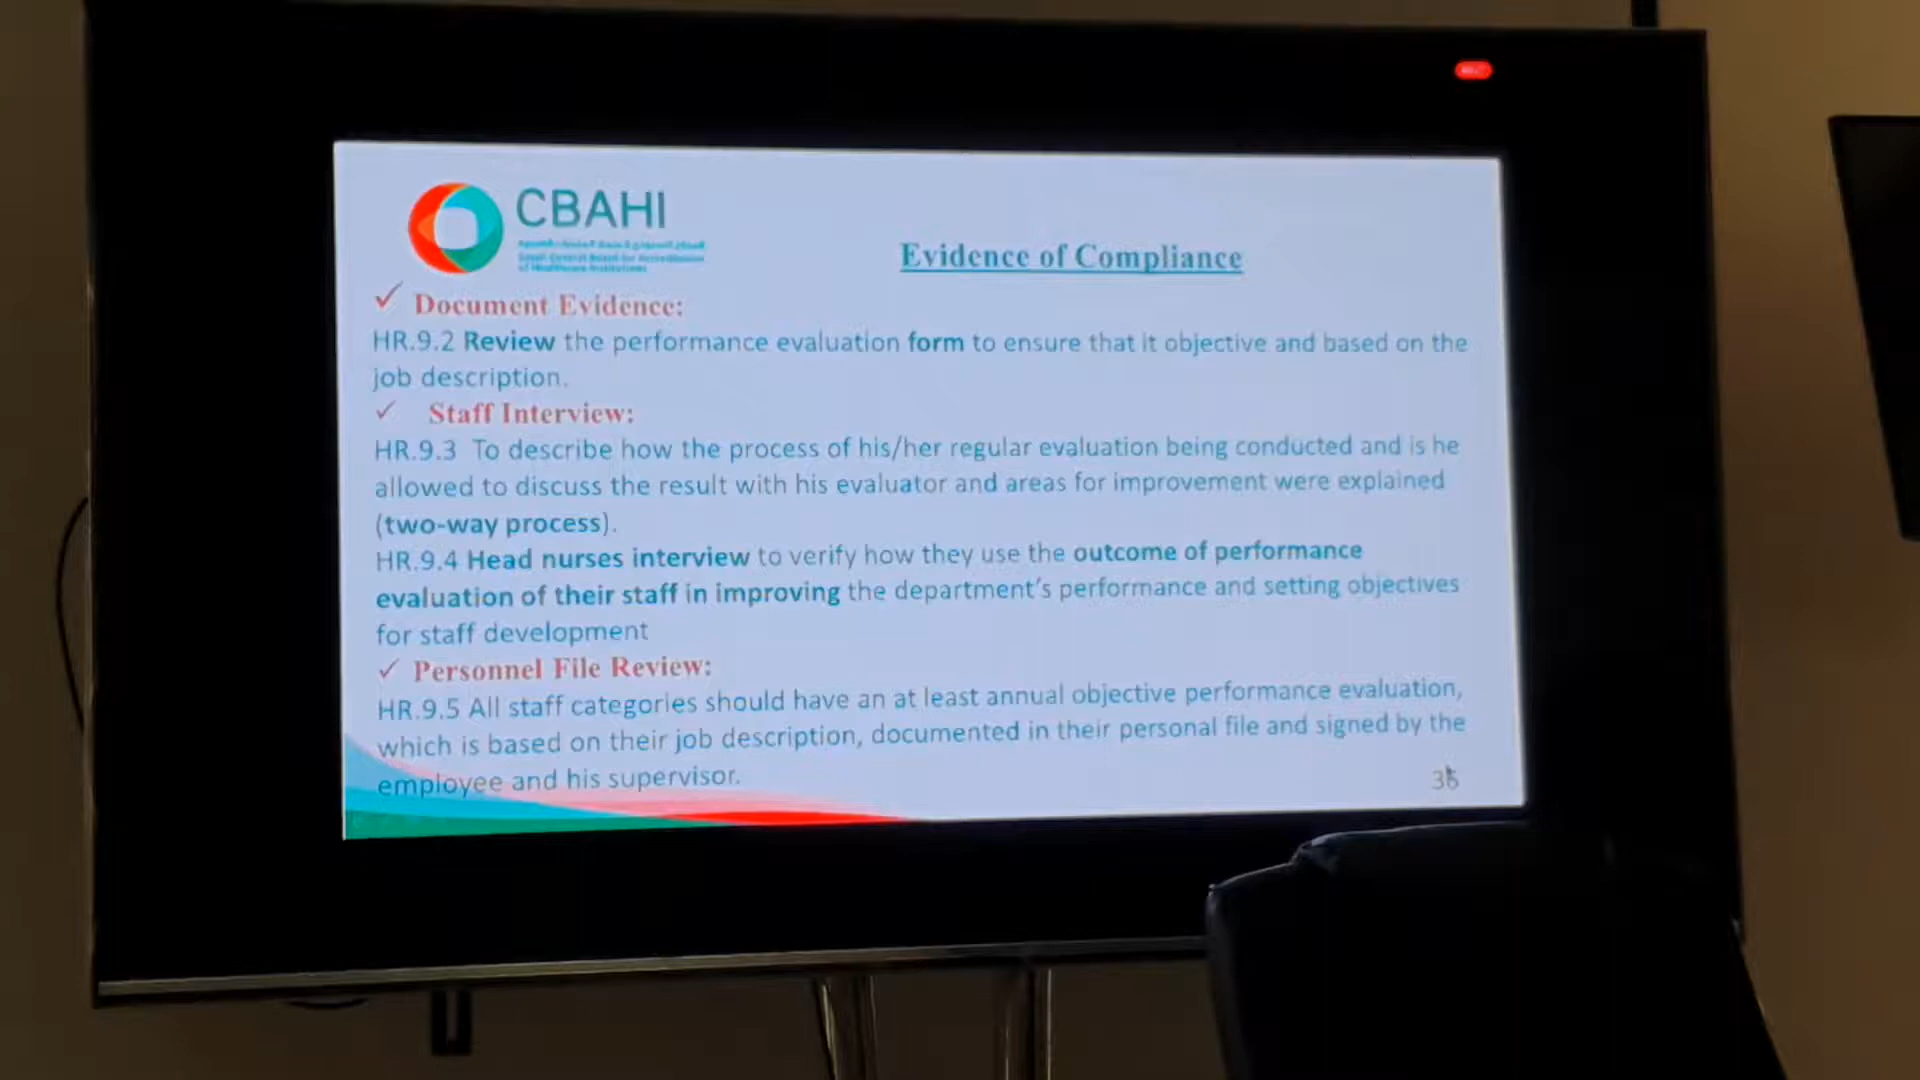 CBAHI
Evidence of Compliance
✓ Document Evidence:
HR.9.2 Review the performance evaluation form to ensure that it objective and based on the
job description.
✓ Staff Interview:
HR.9.3 To describe how the process of his/her regular evaluation being conducted and is he
allowed to discuss the result with his evaluator and areas for improvement were explained
(two-way process).
HR.9.4 Head nurses interview to verify how they use the outcome of performance
evaluation of their staff in improving the department's performance and setting objectives
for staff development
✓ Personnel File Review:
HR.9.5 All staff categories should have an at least annual objective performance evaluation,
which is based on their job description, documented in their personal file and signed by the
employee and his supervisor.